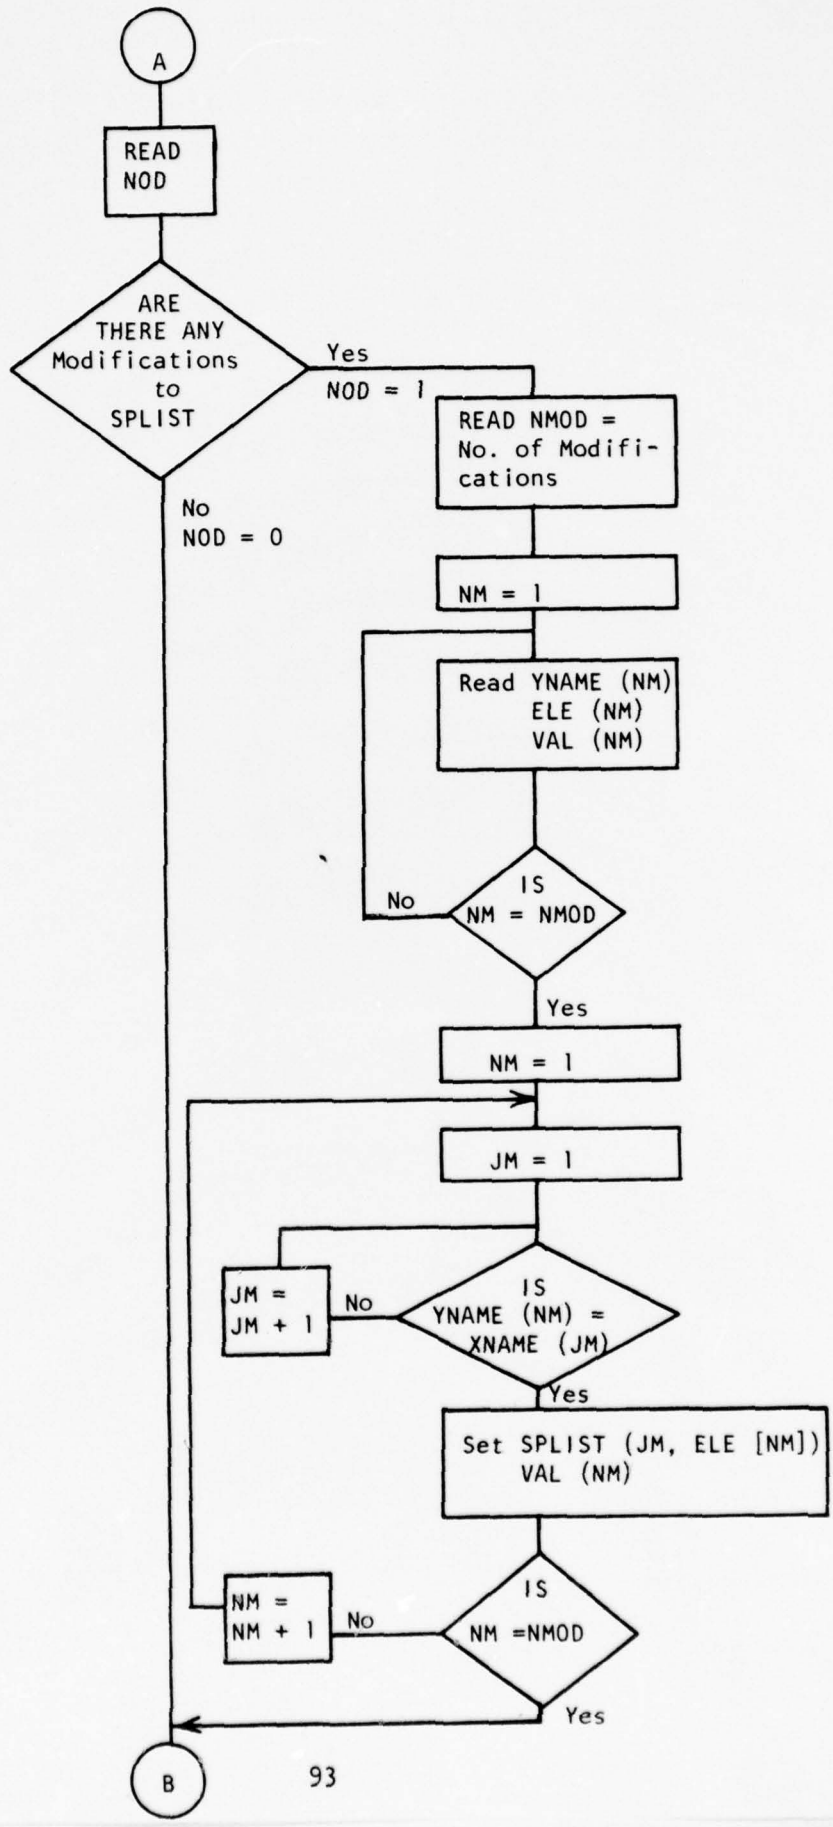 A
READ
NOD
ARE
THERE ANY
Modifications
to
SPLIST
Yes
NOD = 1
No
NOD = 0
READ NMOD =
No. of Modifi-
cations
NM = 1
Read YNAME (NM)
ELE (NM)
VAL (NM)
IS
NM = NMOD
No
Yes
NM = 1
JM = 1
IS
YNAME (NM) =
XNAME (JM)
No
JM =
JM + 1
Yes
Set SPLIST (JM, ELE [NM])
VAL (NM)
IS
NM =NMOD
No
NM =
NM + 1
Yes
B
93